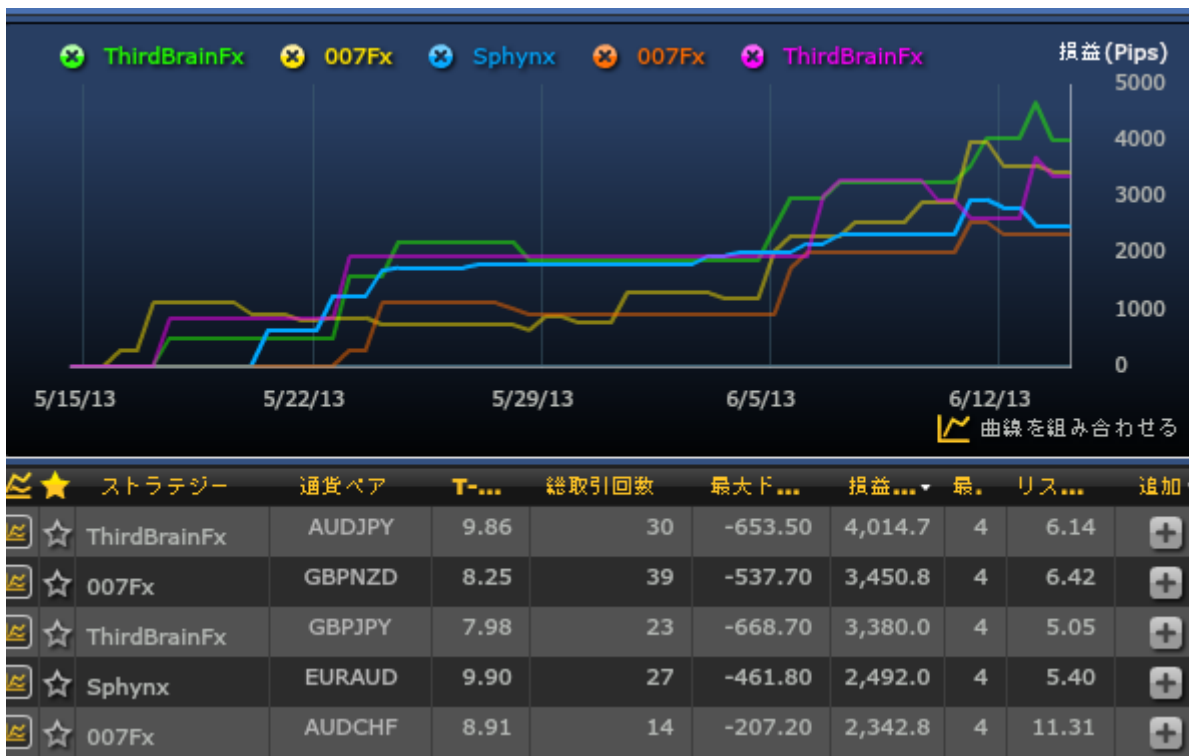 ThirdBrainFx 007Fx Sphynx 007Fx ThirdBrainFx 損益(Pips)
5000
4000
3000
2000
1000
0
5/15/13 5/22/13 5/29/13 6/5/13 6/12/13
曲線を組み合わせる
ストラテジー 通貨ペア T-... 総取引回数 最大ド... 損益... 最. リス... 追加
ThirdBrainFx AUDJPY 9.86 30 -653.50 4,014.7 4 6.14
007Fx GBPNZD 8.25 39 -537.70 3,450.8 4 6.42
ThirdBrainFx GBPJPY 7.98 23 -668.70 3,380.0 4 5.05
Sphynx EURAUD 9.90 27 -461.80 2,492.0 4 5.40
007Fx AUDCHF 8.91 14 -207.20 2,342.8 4 11.31